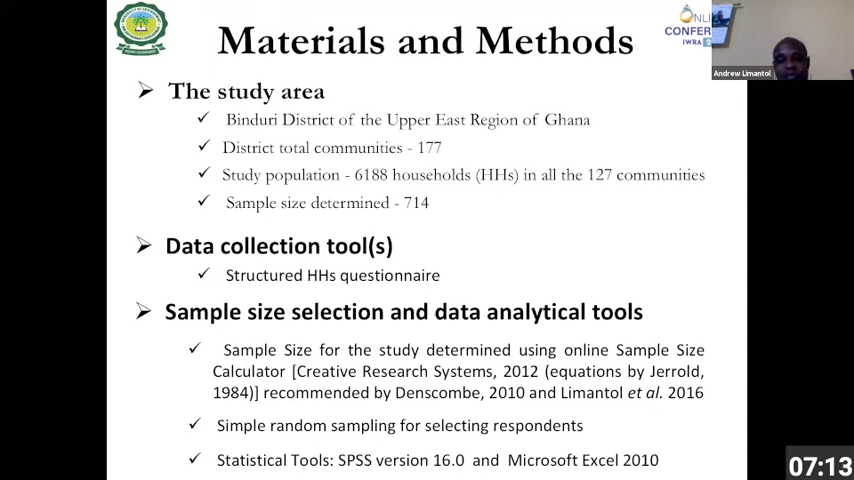 Materials and Methods
ONLI
CONFER
IWRA
Andrew Limantol
The study area
Binduri District of the Upper East Region of Ghana
District total communities - 177
Study population - 6188 households (HHs) in all the 127 communities
Sample size determined - 714
Data collection tool(s)
Structured HHs questionnaire
Sample size selection and data analytical tools
Sample Size for the study determined using online Sample Size
Calculator [Creative Research Systems, 2012 (equations by Jerrold,
1984)] recommended by Denscombe, 2010 and Limantol et al. 2016
Simple random sampling for selecting respondents
Statistical Tools: SPSS version 16.0 and Microsoft Excel 2010
07:13